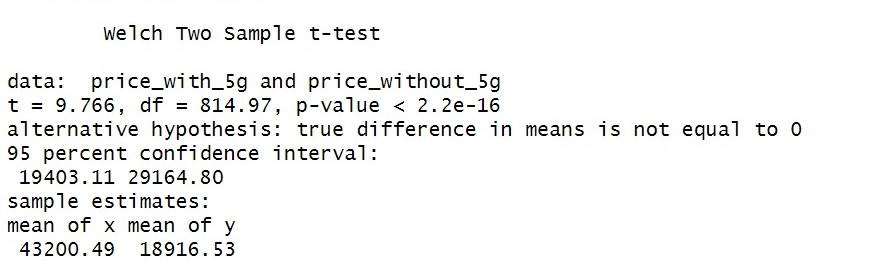 Welch Two Sample t-test
data: price_with_5g and price_without_5g
t = 9.766, df = 814.97, p-value < 2.2e-16
alternative hypothesis: true difference in means is not equal to 0
95 percent confidence interval:
19403.11 29164.80
sample estimates:
mean of x mean of y
43200.49 18916.53